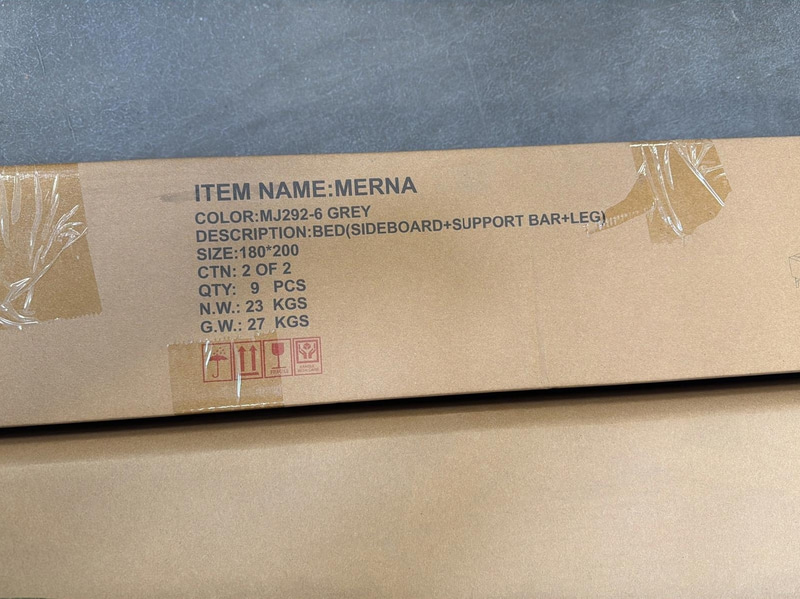 ITEM NAME:MERNA
COLOR:MJ292-6 GREY
DESCRIPTION:BED(SIDEBOARD+SUPPORT BAR+LEG)
SIZE:180*200
CTN: 2 OF 2
QTY: 9 PCS
N.W.: 23 KGS
G.W.: 27 KGS
FRAGILE